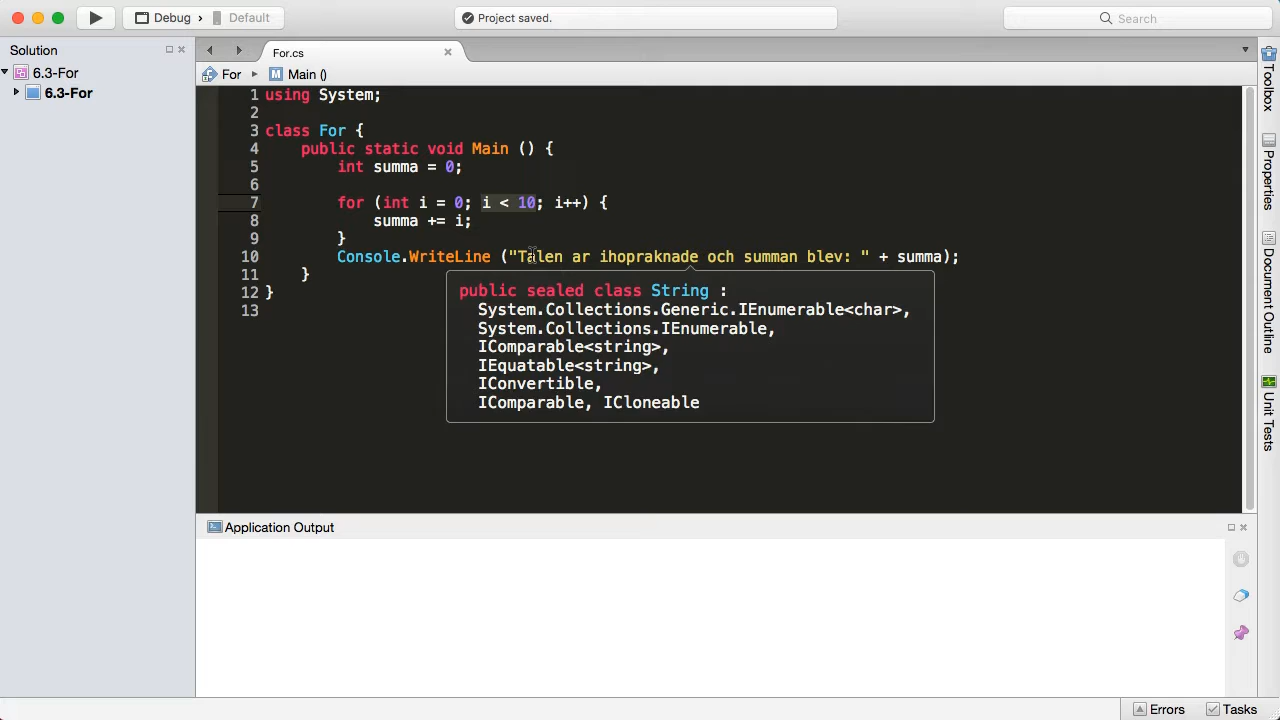 Debug
Default
Project saved.
Search
Solution
For.cs
6.3-For
For
Main ()
6.3-For
1 using System;
2
3 class For {
4 public static void Main () {
5 int summa = 0;
6
7 for (int i = 0; i < 10; i++) {
8 summa += i;
9 }
10 Console.WriteLine ("Talen ar ihopraknade och summan blev: " + summa);
11 }
12 }
13
public sealed class String :
System.Collections.Generic.IEnumerable<char>,
System.Collections.IEnumerable,
IComparable<string>,
IEquatable<string>,
IConvertible,
IComparable, ICloneable
Toolbox
Properties
Document Outline
Unit Tests
Application Output
Errors
Tasks